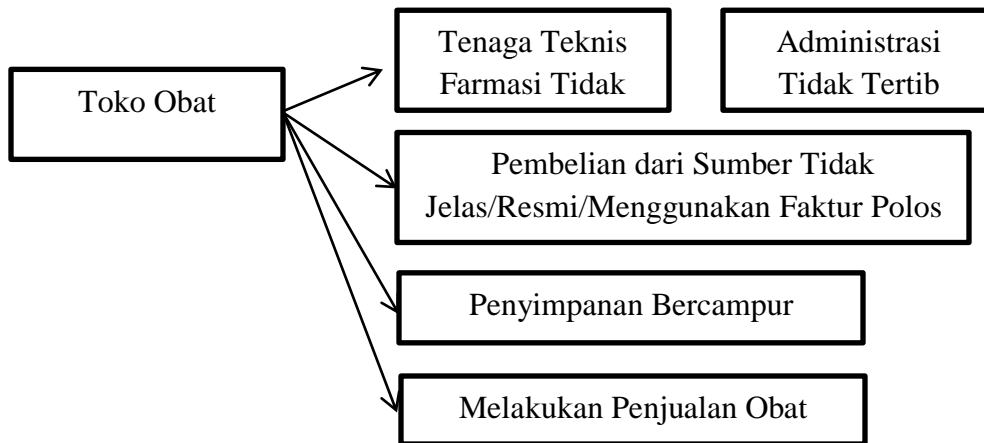 Toko Obat
Tenaga Teknis
Farmasi Tidak
Administrasi
Tidak Tertib
Pembelian dari Sumber Tidak
Jelas/Resmi/Menggunakan Faktur Polos
Penyimpanan Bercampur
Melakukan Penjualan Obat